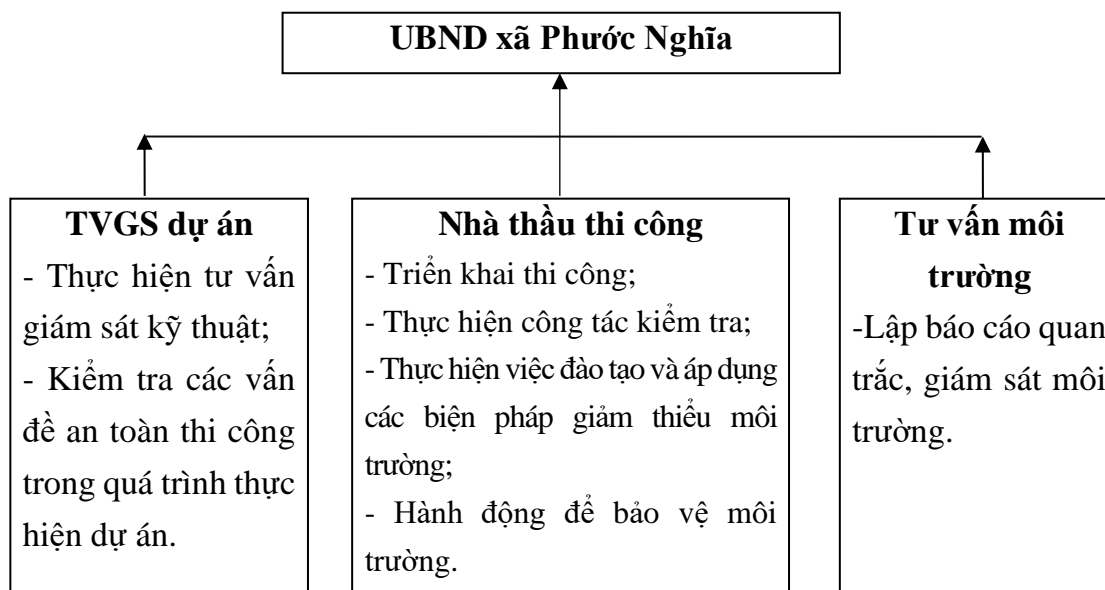 UBND xã Phước Nghĩa
TVGS dự án
- Thực hiện tư vấn
giám sát kỹ thuật;
- Kiểm tra các vấn
đề an toàn thi công
trong quá trình thực
hiện dự án.
Nhà thầu thi công
- Triển khai thi công;
- Thực hiện công tác kiểm tra;
- Thực hiện việc đào tạo và áp dụng
các biện pháp giảm thiểu môi
trường;
- Hành động để bảo vệ môi
trường.
Tư vấn môi
trường
-Lập báo cáo quan
trắc, giám sát môi
trường.